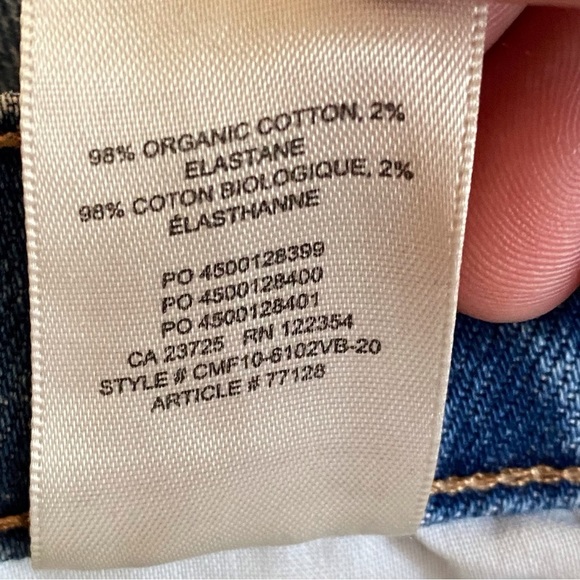 98% ORGANIC COTTON, 2%
ELASTANE
98% COTON BIOLOGIQUE, 2%
ÉLASTHANNE
PO 4500128399
PO 4500128400
PO 4500128401
CA 23725 RN 122354
STYLE # CMF10-6102VB-20
ARTICLE # 77128